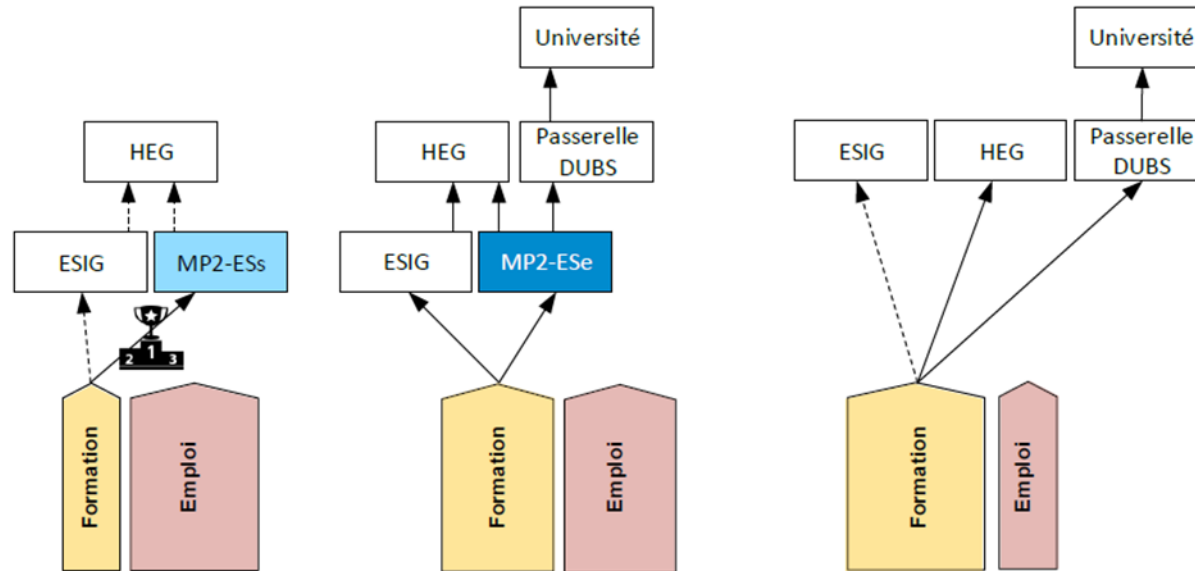 Université
HEG
ESIG
MP2-ESs
2 1 3
Formation
Emploi
HEG
Passerelle
DUBS
ESIG
MP2-ESe
Formation
Emploi
Université
ESIG
HEG
Passerelle
DUBS
Formation
Emploi